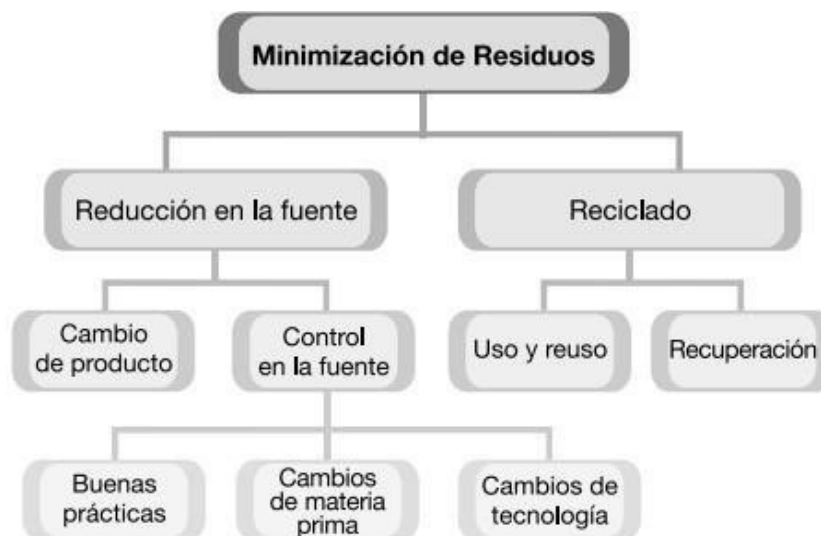 Minimización de Residuos
Reducción en la fuente
Reciclado
Cambio
de producto
Control
en la fuente
Uso y reuso
Recuperación
Buenas
prácticas
Cambios
de materia
prima
Cambios de
tecnología